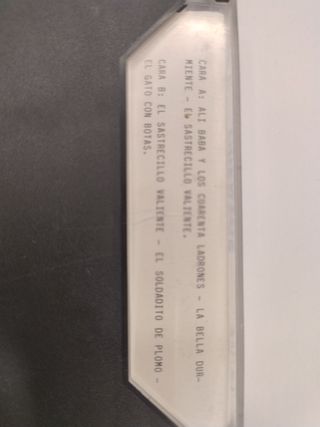 CARA A: ALI BABA Y LOS CUARENTA LADRONES - LA BELLA DUR-
MIENTE - EL SASTRECILLO VALIENTE.
CARA B: EL SASTRECILLO VALIENTE - EL SOLDADITO DE PLOMO -
EL GATO CON BOTAS.